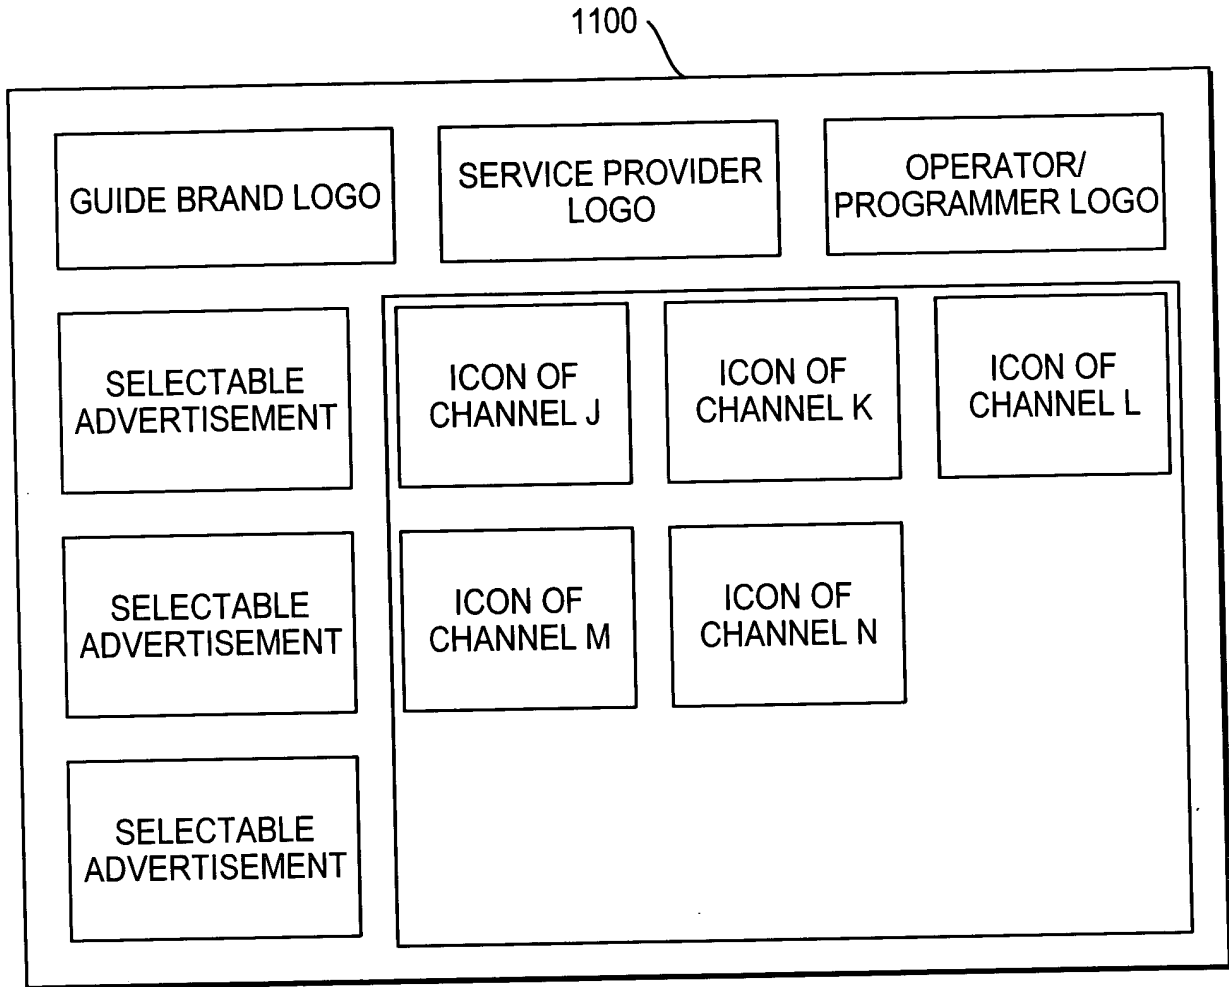 1100
GUIDE BRAND LOGO
SERVICE PROVIDER
LOGO
OPERATOR/
PROGRAMMER LOGO
SELECTABLE
ADVERTISEMENT
ICON OF
CHANNEL J
ICON OF
CHANNEL K
ICON OF
CHANNEL L
SELECTABLE
ADVERTISEMENT
ICON OF
CHANNEL M
ICON OF
CHANNEL N
SELECTABLE
ADVERTISEMENT